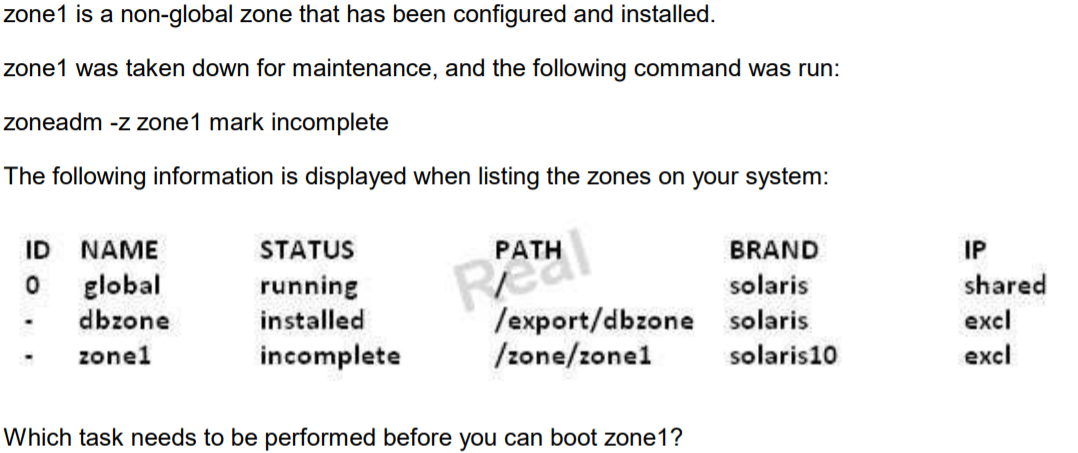 zone1 is a non-global zone that has been configured and installed.
zone1 was taken down for maintenance, and the following command was run:
zoneadm -z zone1 mark incomplete
The following information is displayed when listing the zones on your system:
ID NAME STATUS PATH BRAND IP
0 global running / solaris shared
- dbzone installed /export/dbzone solaris excl
- zone1 incomplete /zone/zone1 solaris10 excl
Real
Which task needs to be performed before you can boot zone1?